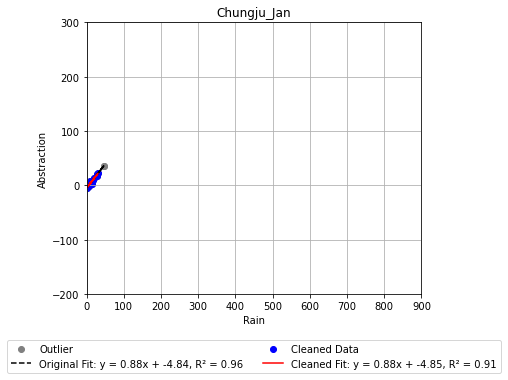 Chungju_Jan
300
200
100
0
−100
−200
Abstraction
0 100 200 300 400 500 600 700 800 900
Rain
Outlier
Cleaned Data
Original Fit: y = 0.88x + -4.84, R² = 0.96
Cleaned Fit: y = 0.88x + -4.85, R² = 0.91